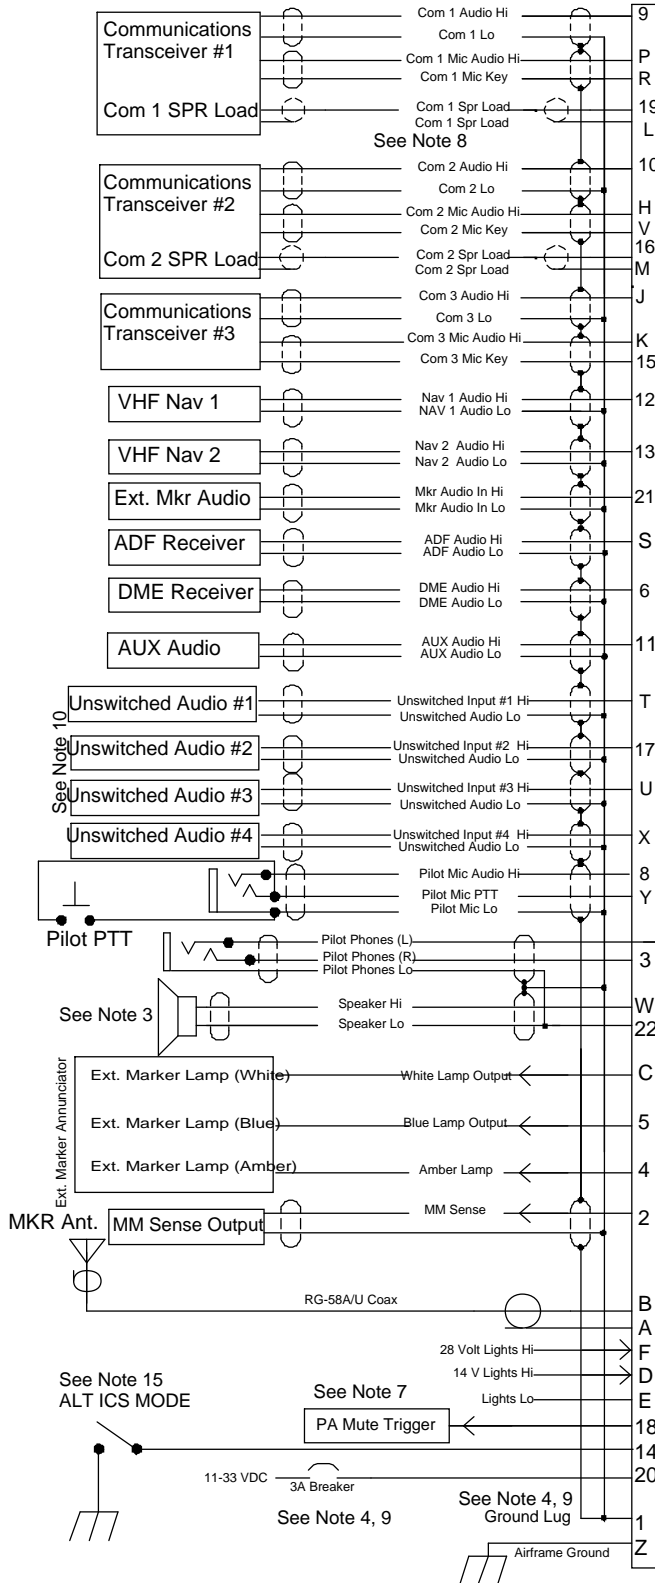 Communications
Transceiver #1
Com 1 Audio Hi 9
Com 1 Lo
Com 1 Mic Audio Hi P
Com 1 Mic Key R
Com 1 SPR Load Com 1 Spr Load 19
Com 1 Spr Load L
See Note 8
Communications
Transceiver #2
Com 2 Audio Hi 10
Com 2 Lo
Com 2 Mic Audio Hi H
Com 2 Mic Key V
Com 2 SPR Load Com 2 Spr Load 16
Com 2 Spr Load M
Communications
Transceiver #3
Com 3 Audio Hi J
Com 3 Lo
Com 3 Mic Audio Hi K
Com 3 Mic Key 15
VHF Nav 1 Nav 1 Audio Hi 12
NAV 1 Audio Lo
VHF Nav 2 Nav 2 Audio Hi 13
Nav 2 Audio Lo
Ext. Mkr Audio Mkr Audio In Hi 21
Mkr Audio In Lo
ADF Receiver ADF Audio Hi S
ADF Audio Lo
DME Receiver DME Audio Hi 6
DME Audio Lo
AUX Audio AUX Audio Hi 11
AUX Audio Lo
See Note 10
Unswitched Audio #1 Unswitched Input #1 Hi T
Unswitched Audio Lo
Unswitched Audio #2 Unswitched Input #2 Hi 17
Unswitched Audio Lo
Unswitched Audio #3 Unswitched Input #3 Hi U
Unswitched Audio Lo
Unswitched Audio #4 Unswitched Input #4 Hi X
Unswitched Audio Lo
Pilot Mic Audio Hi 8
Pilot Mic PTT Y
Pilot Mic Lo
Pilot PTT
Pilot Phones (L)
Pilot Phones (R) 3
Pilot Phones Lo
See Note 3
Speaker Hi W
Speaker Lo 22
Ext. Marker Annunciator
Ext. Marker Lamp (White) White Lamp Output C
Ext. Marker Lamp (Blue) Blue Lamp Output 5
Ext. Marker Lamp (Amber) Amber Lamp 4
MKR Ant. MM Sense Output MM Sense 2
RG-58A/U Coax B
A
28 Volt Lights Hi F
14 V Lights Hi D
Lights Lo E
See Note 15
ALT ICS MODE
See Note 7
PA Mute Trigger 18
14
11-33 VDC 3A Breaker 20
See Note 4, 9
See Note 4, 9
Ground Lug 1
Airframe Ground Z